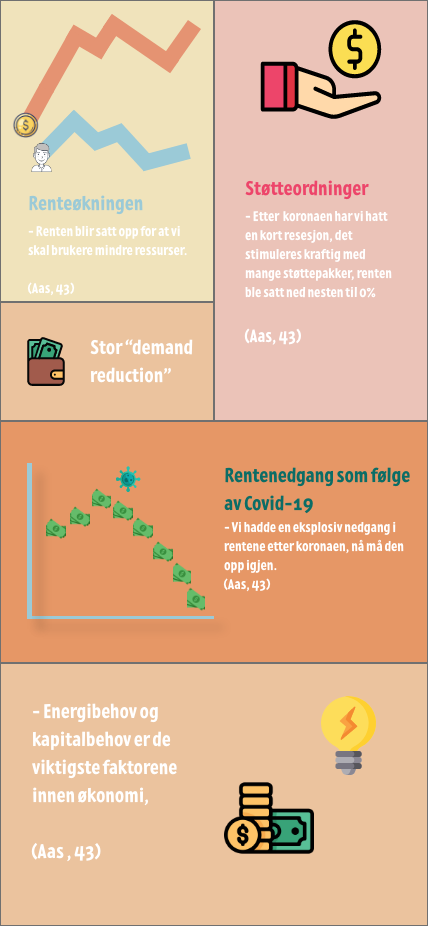 Renteøkningen
- Renten blir satt opp for at vi
skal brukere mindre ressurser.
(Aas, 43)
Støtteordninger
- Etter koronaen har vi hatt
en kort resesjon, det
stimuleres kraftig med
mange støttepakker, renten
ble satt ned nesten til 0%
(Aas, 43)
Stor "demand
reduction"
Rentenedgang som følge
av Covid-19
- Vi hadde en eksplosiv nedgang i
rentene etter koronaen, nå må den
opp igjen.
(Aas, 43)
- Energibehov og
kapitalbehov er de
viktigste faktorene
innen økonomi,
(Aas , 43)